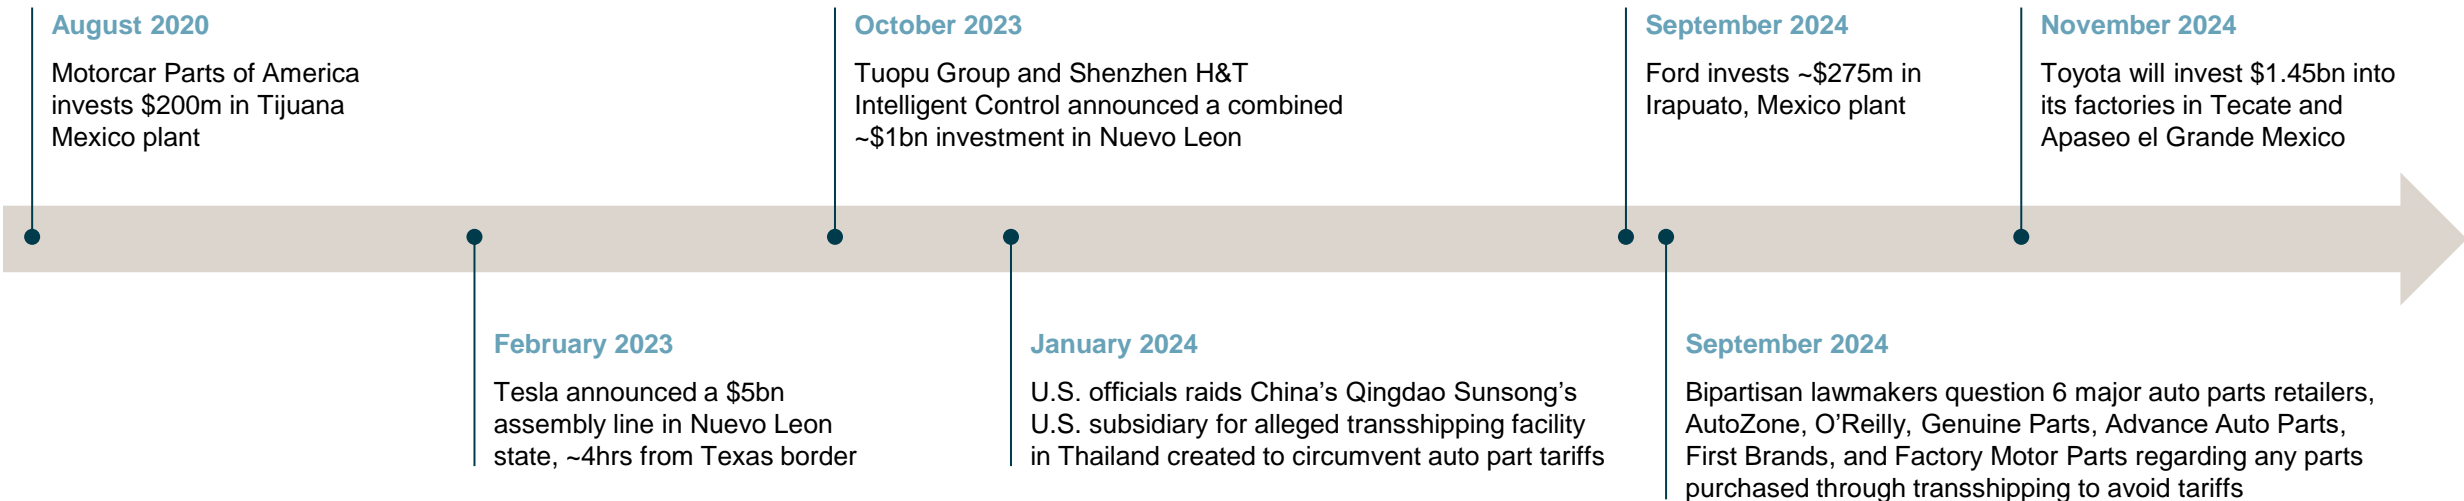 August 2020
Motorcar Parts of America
invests $200m in Tijuana
Mexico plant
October 2023
Tuopu Group and Shenzhen H&T
Intelligent Control announced a combined
~$1bn investment in Nuevo Leon
September 2024
Ford invests ~$275m in
Irapuato, Mexico plant
November 2024
Toyota will invest $1.45bn into
its factories in Tecate and
Apaseo el Grande Mexico
February 2023
Tesla announced a $5bn
assembly line in Nuevo Leon
state, ~4hrs from Texas border
January 2024
U.S. officials raids China’s Qingdao Sunsong’s
U.S. subsidiary for alleged transshipping facility
in Thailand created to circumvent auto part tariffs
September 2024
Bipartisan lawmakers question 6 major auto parts retailers,
AutoZone, O’Reilly, Genuine Parts, Advance Auto Parts,
First Brands, and Factory Motor Parts regarding any parts
purchased through transshipping to avoid tariffs